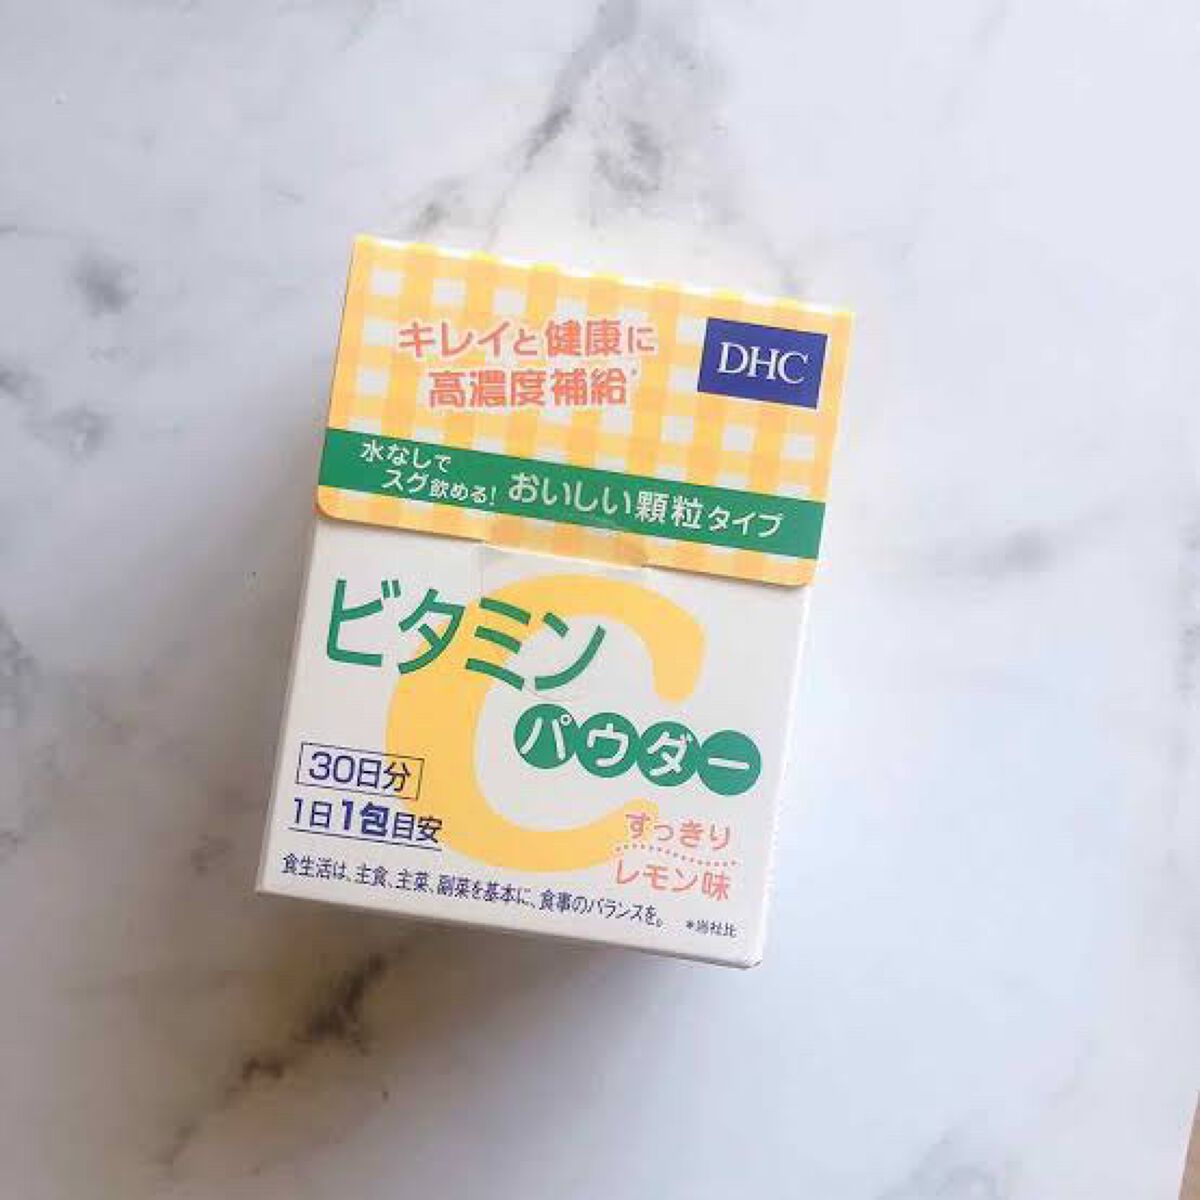 キレイと健康に
高濃度補給*
DHC
水なしで
スグ飲める!
おいしい顆粒タイプ
ビタミン
C
パウダー
30日分
1日1包目安
すっきり
レモン味
食生活は、主食、主菜、副菜を基本に、食事のバランスを。
*当社比